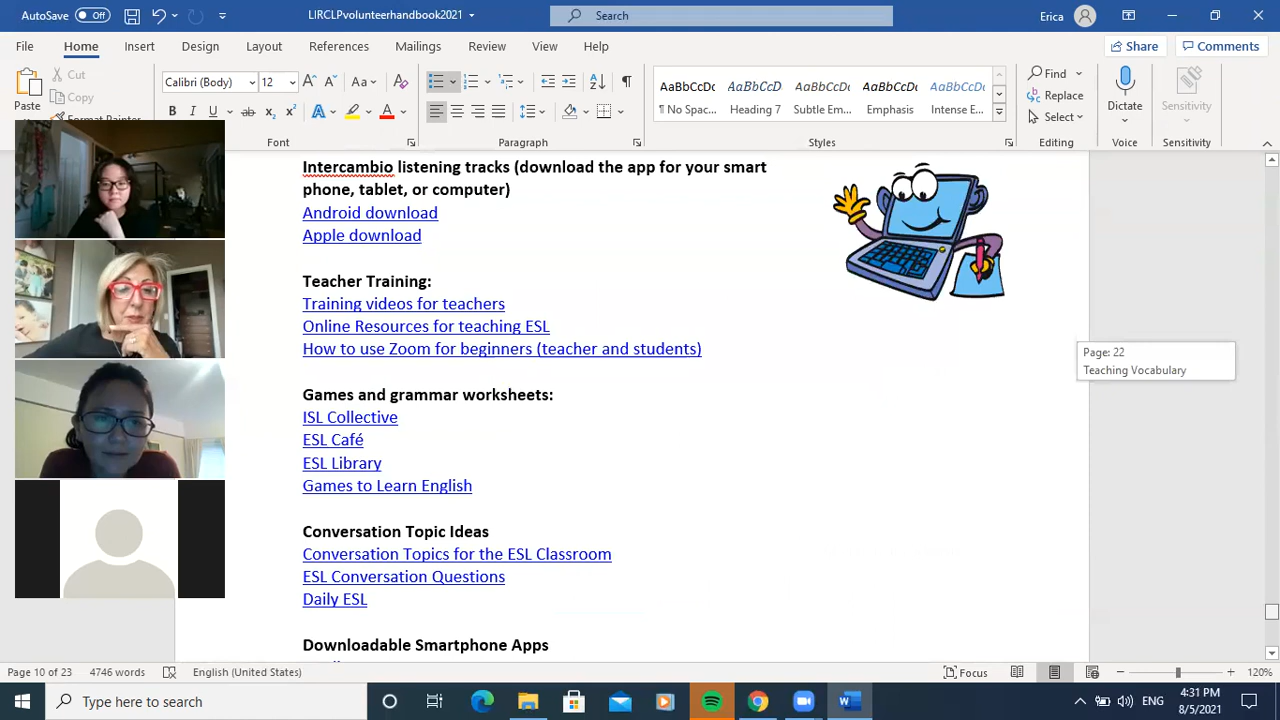 AutoSave Off LIRCLPvolunteerhandbook2021 Search Erica
File Home Insert Design Layout References Mailings Review View Help Share Comments
Cut Calibri (Body) 12 Aa AaBbCcDc AaBbCcD AaBbCcDc AaBbCcDc AaBbCcDc Find
Copy Replace
Paste Format Painter B I U ab x₂ x² A A ¶ No Spac... Heading 7 Subtle Em... Emphasis Intense E... Select Dictate Sensitivity
Font Paragraph Styles Editing Voice Sensitivity
Intercambio listening tracks (download the app for your smart
phone, tablet, or computer)
Android download
Apple download
Teacher Training:
Training videos for teachers
Online Resources for teaching ESL
How to use Zoom for beginners (teacher and students)
Page: 22
Teaching Vocabulary
Games and grammar worksheets:
ISL Collective
ESL Café
ESL Library
Games to Learn English
Conversation Topic Ideas
Conversation Topics for the ESL Classroom
ESL Conversation Questions
Daily ESL
Downloadable Smartphone Apps
Page 10 of 23 4746 words English (United States) Focus 120%
Type here to search ENG 4:31 PM
8/5/2021